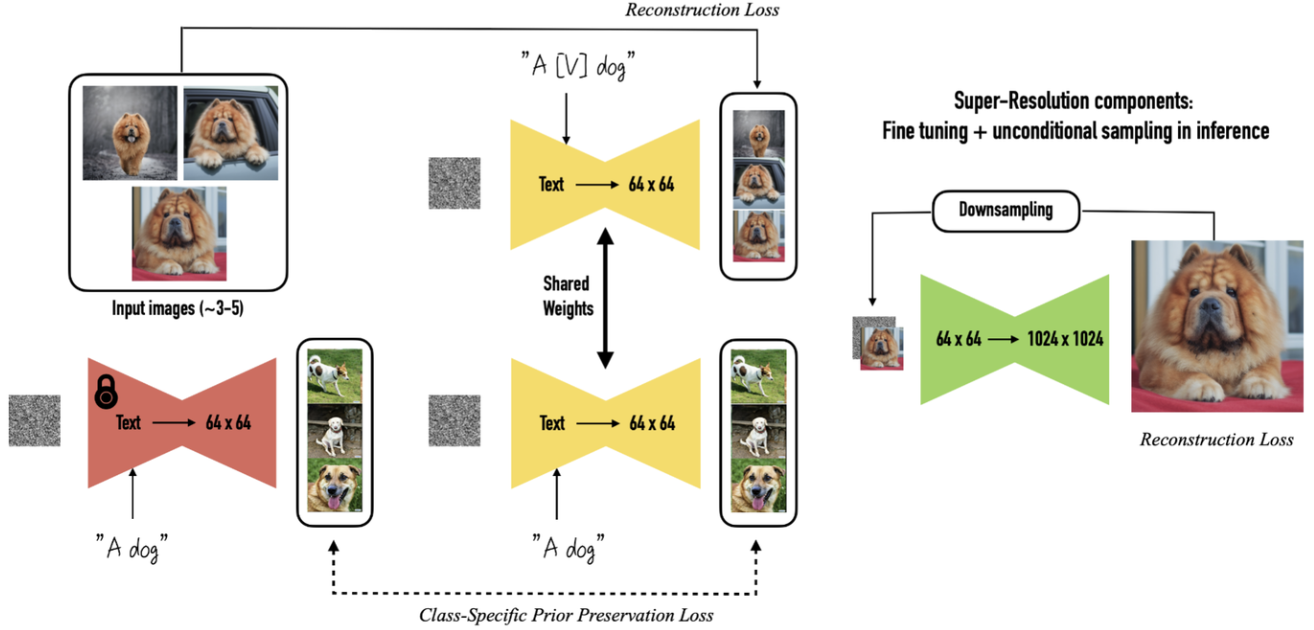 Reconstruction Loss
"A [V] dog"
Text → 64 x 64
Input images (~3-5)
Shared
Weights
Text → 64 x 64
"A dog"
Text → 64 x 64
"A dog"
Class-Specific Prior Preservation Loss
Super-Resolution components:
Fine tuning + unconditional sampling in inference
Downsampling
64 x 64 → 1024 x 1024
Reconstruction Loss